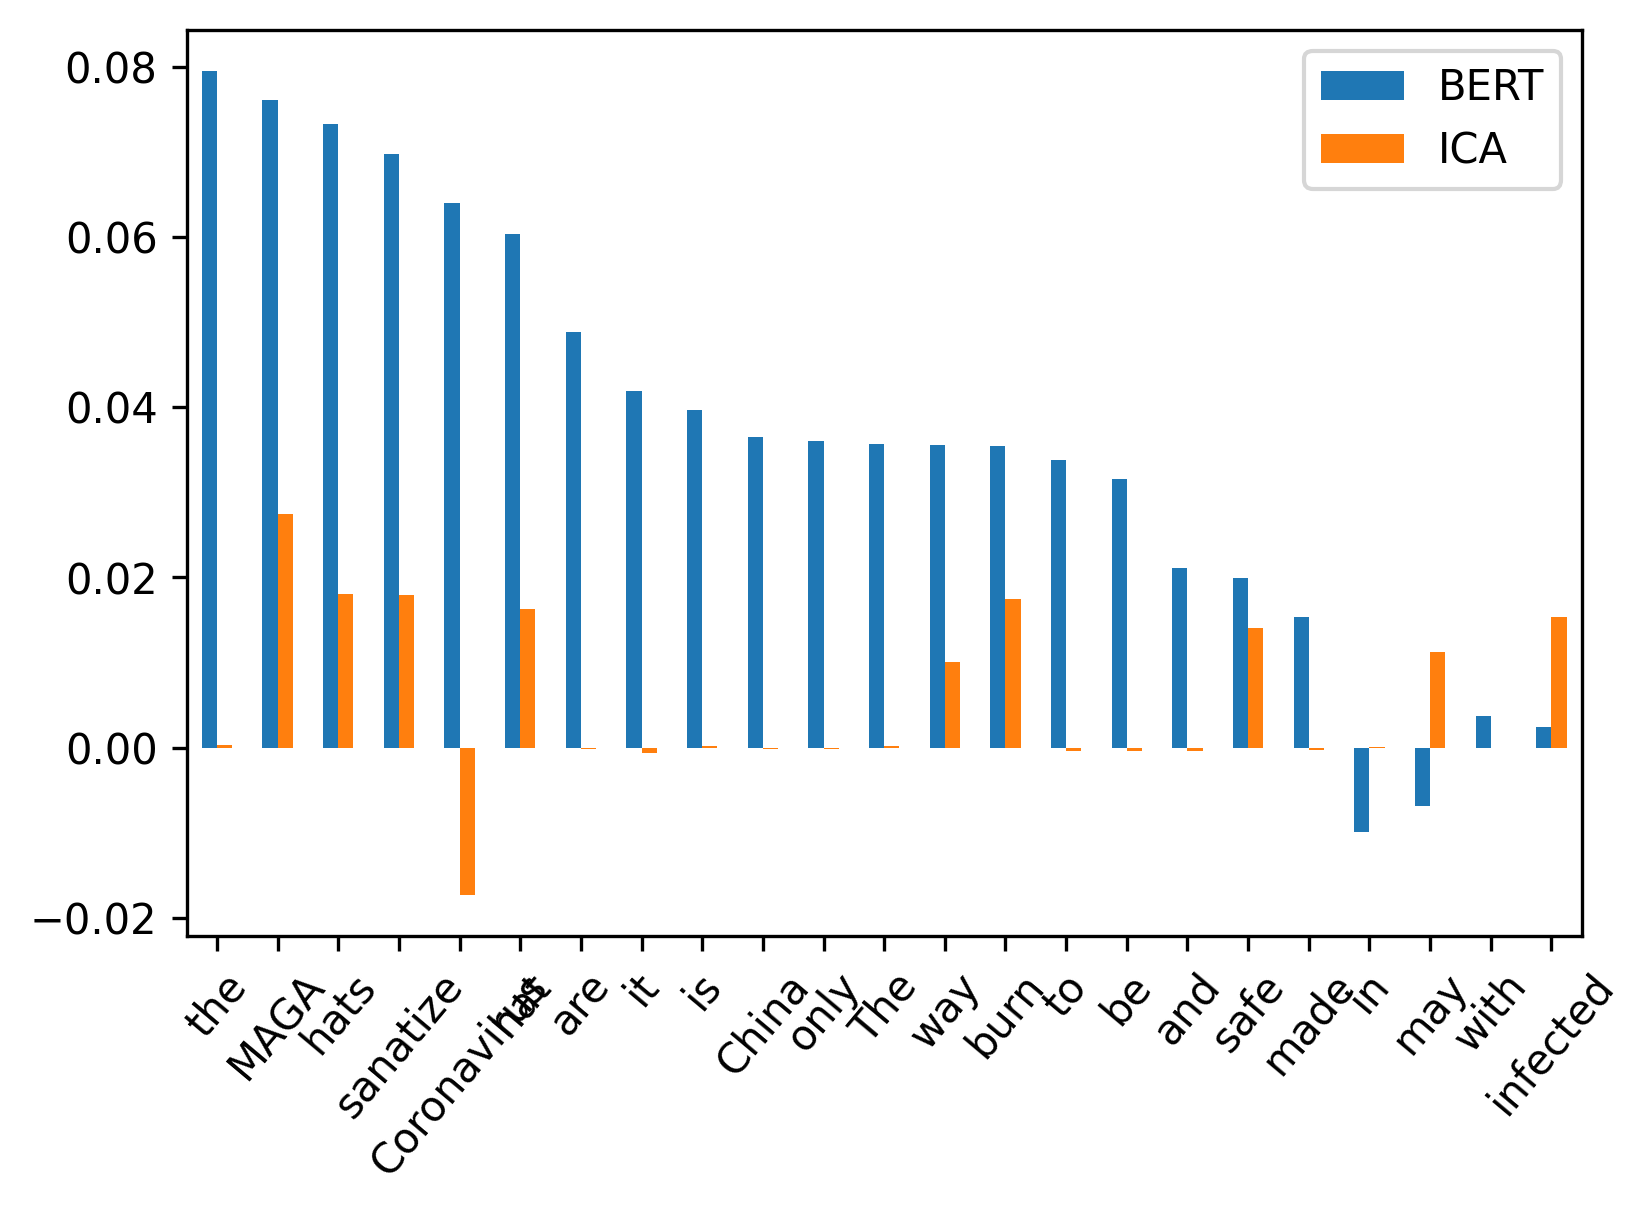 0.08
0.06
0.04
0.02
0.00
−0.02
BERT
ICA
the
MAGA
hats
sanatize
Coronavirus
are
it
is
China
only
The
way
burn
to
be
and
safe
made
in
may
with
infected